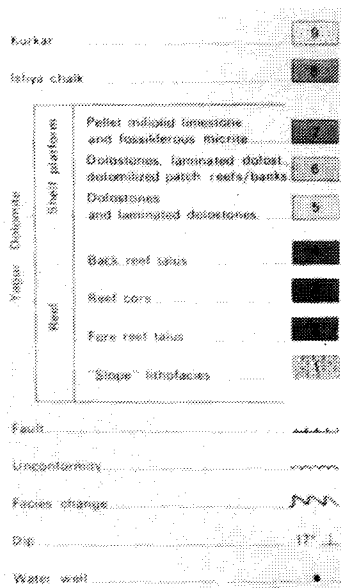 Kurkar 9
Isfiya chalk 8
Yagur Dolomite
Shelf platform
Pellet miliolid limestone
and fossiliferous micrite 7
Dolostones, laminated dolost.,
dolomitized patch reefs/banks 6
Dolostones
and laminated dolostones 5
Reef
Back reef talus
Reef core
Fore reef talus
"Slope" lithofacies 1
Fault
Unconformity
Facies change
Dip 17°
Water well